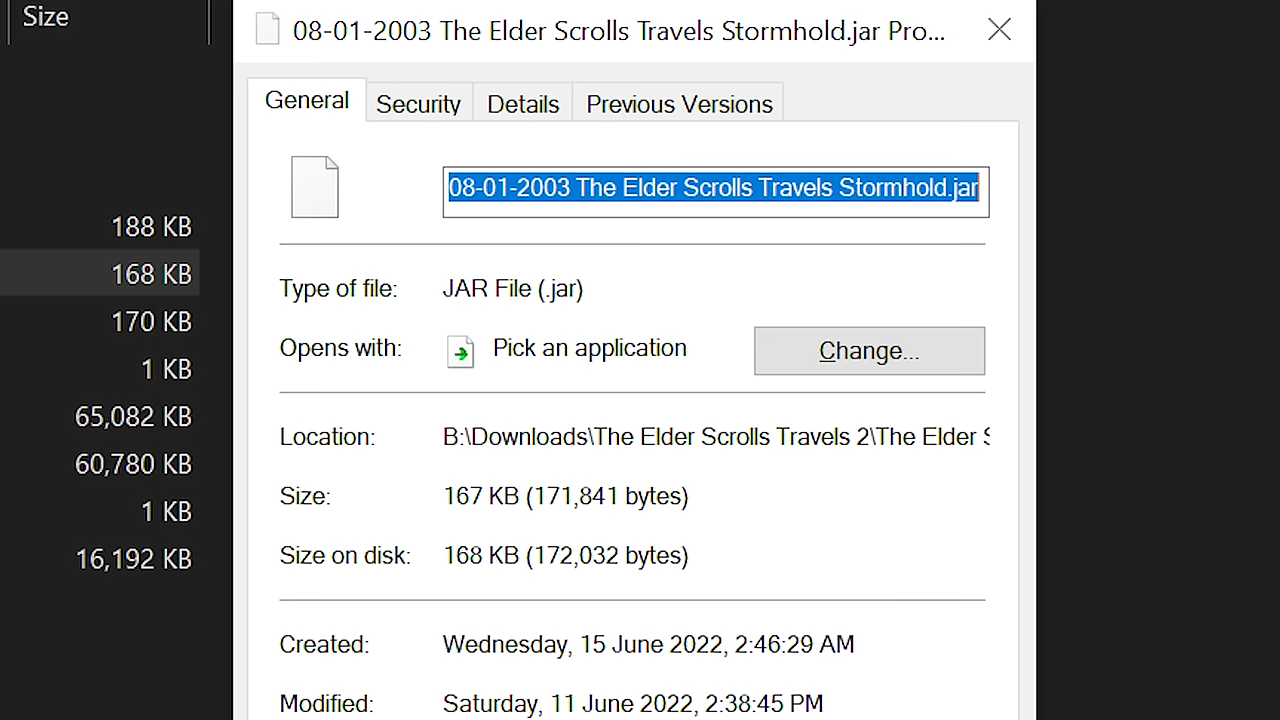 Size
08-01-2003 The Elder Scrolls Travels Stormhold.jar Pro...
General Security Details Previous Versions
08-01-2003 The Elder Scrolls Travels Stormhold.jar
188 KB
168 KB
170 KB
1 KB
65,082 KB
60,780 KB
1 KB
16,192 KB
Type of file: JAR File (.jar)
Opens with: Pick an application Change...
Location: B:\Downloads\The Elder Scrolls Travels 2\The Elder S
Size: 167 KB (171,841 bytes)
Size on disk: 168 KB (172,032 bytes)
Created: Wednesday, 15 June 2022, 2:46:29 AM
Modified: Saturday, 11 June 2022, 2:38:45 PM